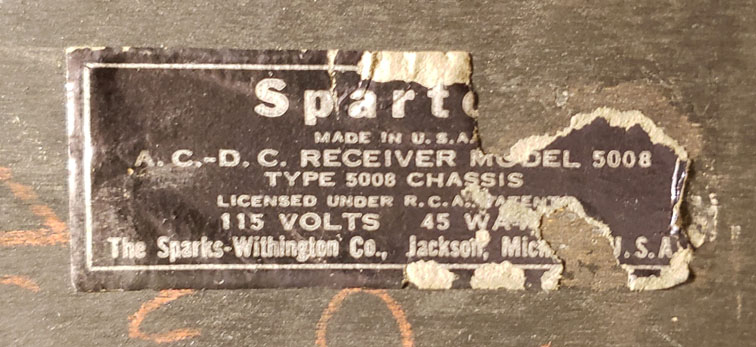 Sparto
MADE IN U.S.A.
A. C.-D. C. RECEIVER MODEL 5008
TYPE 5008 CHASSIS
LICENSED UNDER R.C.A. PATENT
115 VOLTS 45 WA
The Sparks-Withington Co., Jackson, Mich U.S.A